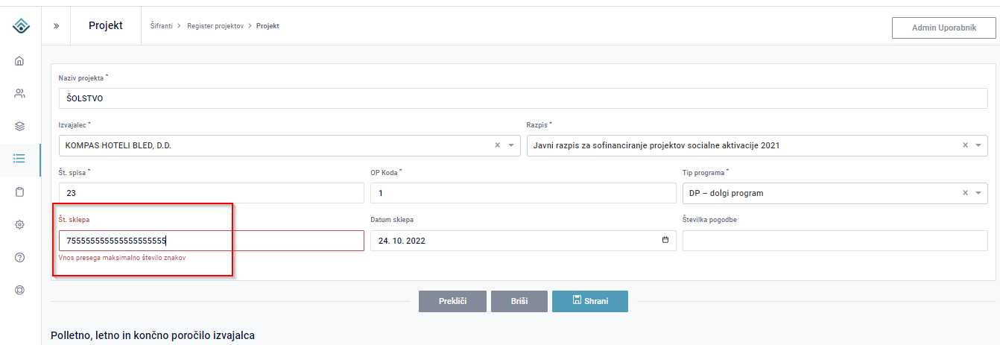 Projekt
Šifranti > Register projektov > Projekt
Admin Uporabnik
Naziv projekta *
ŠOLSTVO
Izvajalec *
Razpis *
KOMPAS HOTELI BLED, D.D.
Javni razpis za sofinanciranje projektov socialne aktivacije 2021
Št. spisa *
OP Koda *
Tip programa *
23
1
DP – dolgi program
Št. sklepa
Datum sklepa
Številka pogodbe
24. 10. 2022
Vnos presega maksimalno število znakov
Prekliči
Briši
Shrani
Polletno, letno in končno poročilo izvajalca